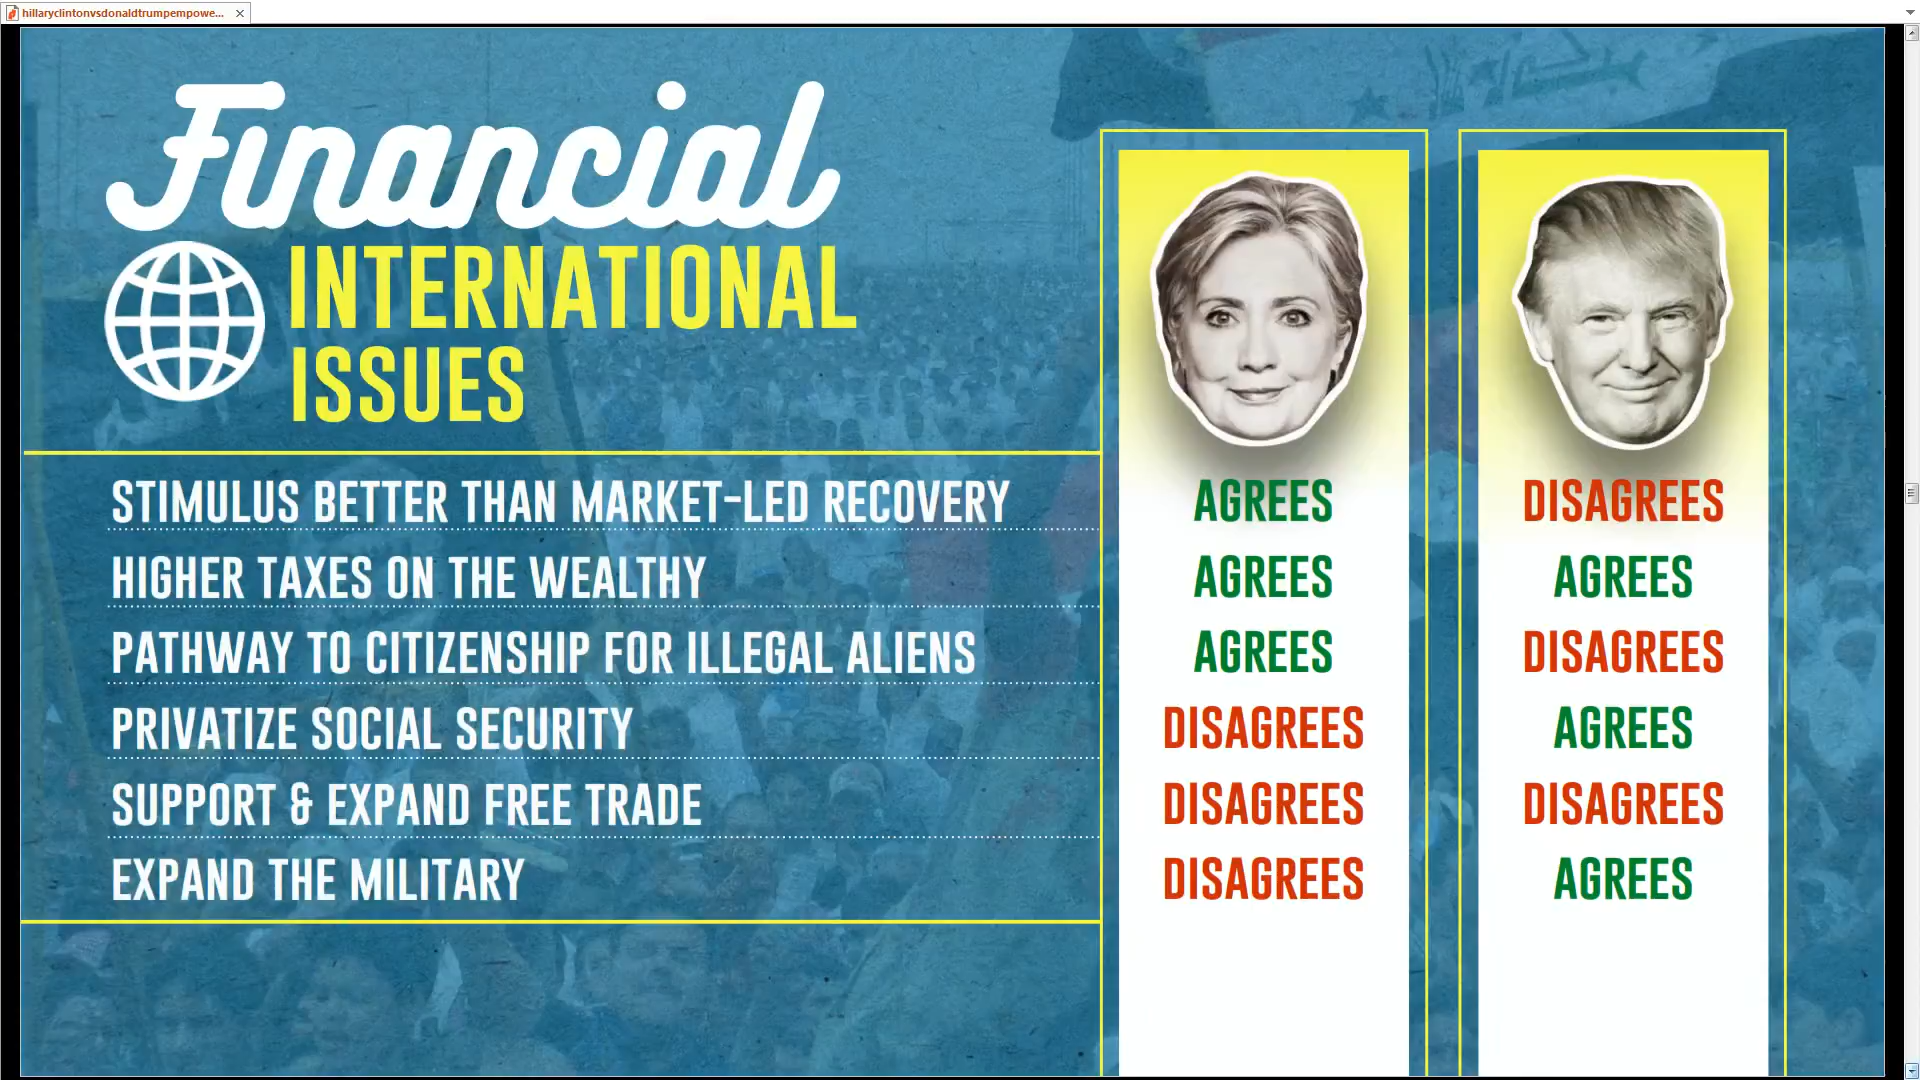 hillaryclintonvsdonaldtrumpempowe...
Financial
INTERNATIONAL
ISSUES
STIMULUS BETTER THAN MARKET-LED RECOVERY AGREES DISAGREES
HIGHER TAXES ON THE WEALTHY AGREES AGREES
PATHWAY TO CITIZENSHIP FOR ILLEGAL ALIENS AGREES DISAGREES
PRIVATIZE SOCIAL SECURITY DISAGREES AGREES
SUPPORT & EXPAND FREE TRADE DISAGREES DISAGREES
EXPAND THE MILITARY DISAGREES AGREES